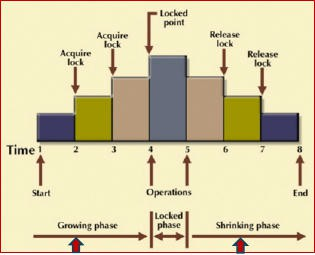 Locked
point
Acquire
lock
Acquire
lock
Release
lock
Release
lock
Time 1 2 3 4 5 6 7 8
Start
Operations
End
Growing phase
Locked
phase
Shrinking phase